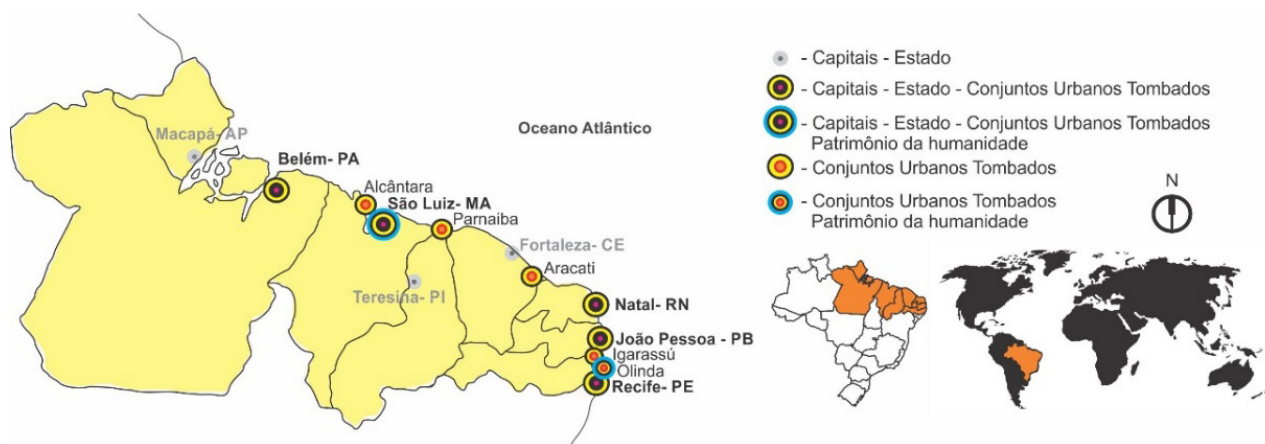 Macapá- AP
Belém- PA
Oceano Atlântico
Alcântara
São Luiz- MA
Parnaiba
Fortaleza- CE
Aracati
Teresina- PI
Natal- RN
João Pessoa - PB
Igarassú
Olinda
Recife- PE
- Capitais - Estado
- Capitais - Estado - Conjuntos Urbanos Tombados
- Capitais - Estado - Conjuntos Urbanos Tombados
Patrimônio da humanidade
- Conjuntos Urbanos Tombados
- Conjuntos Urbanos Tombados
Patrimônio da humanidade
N